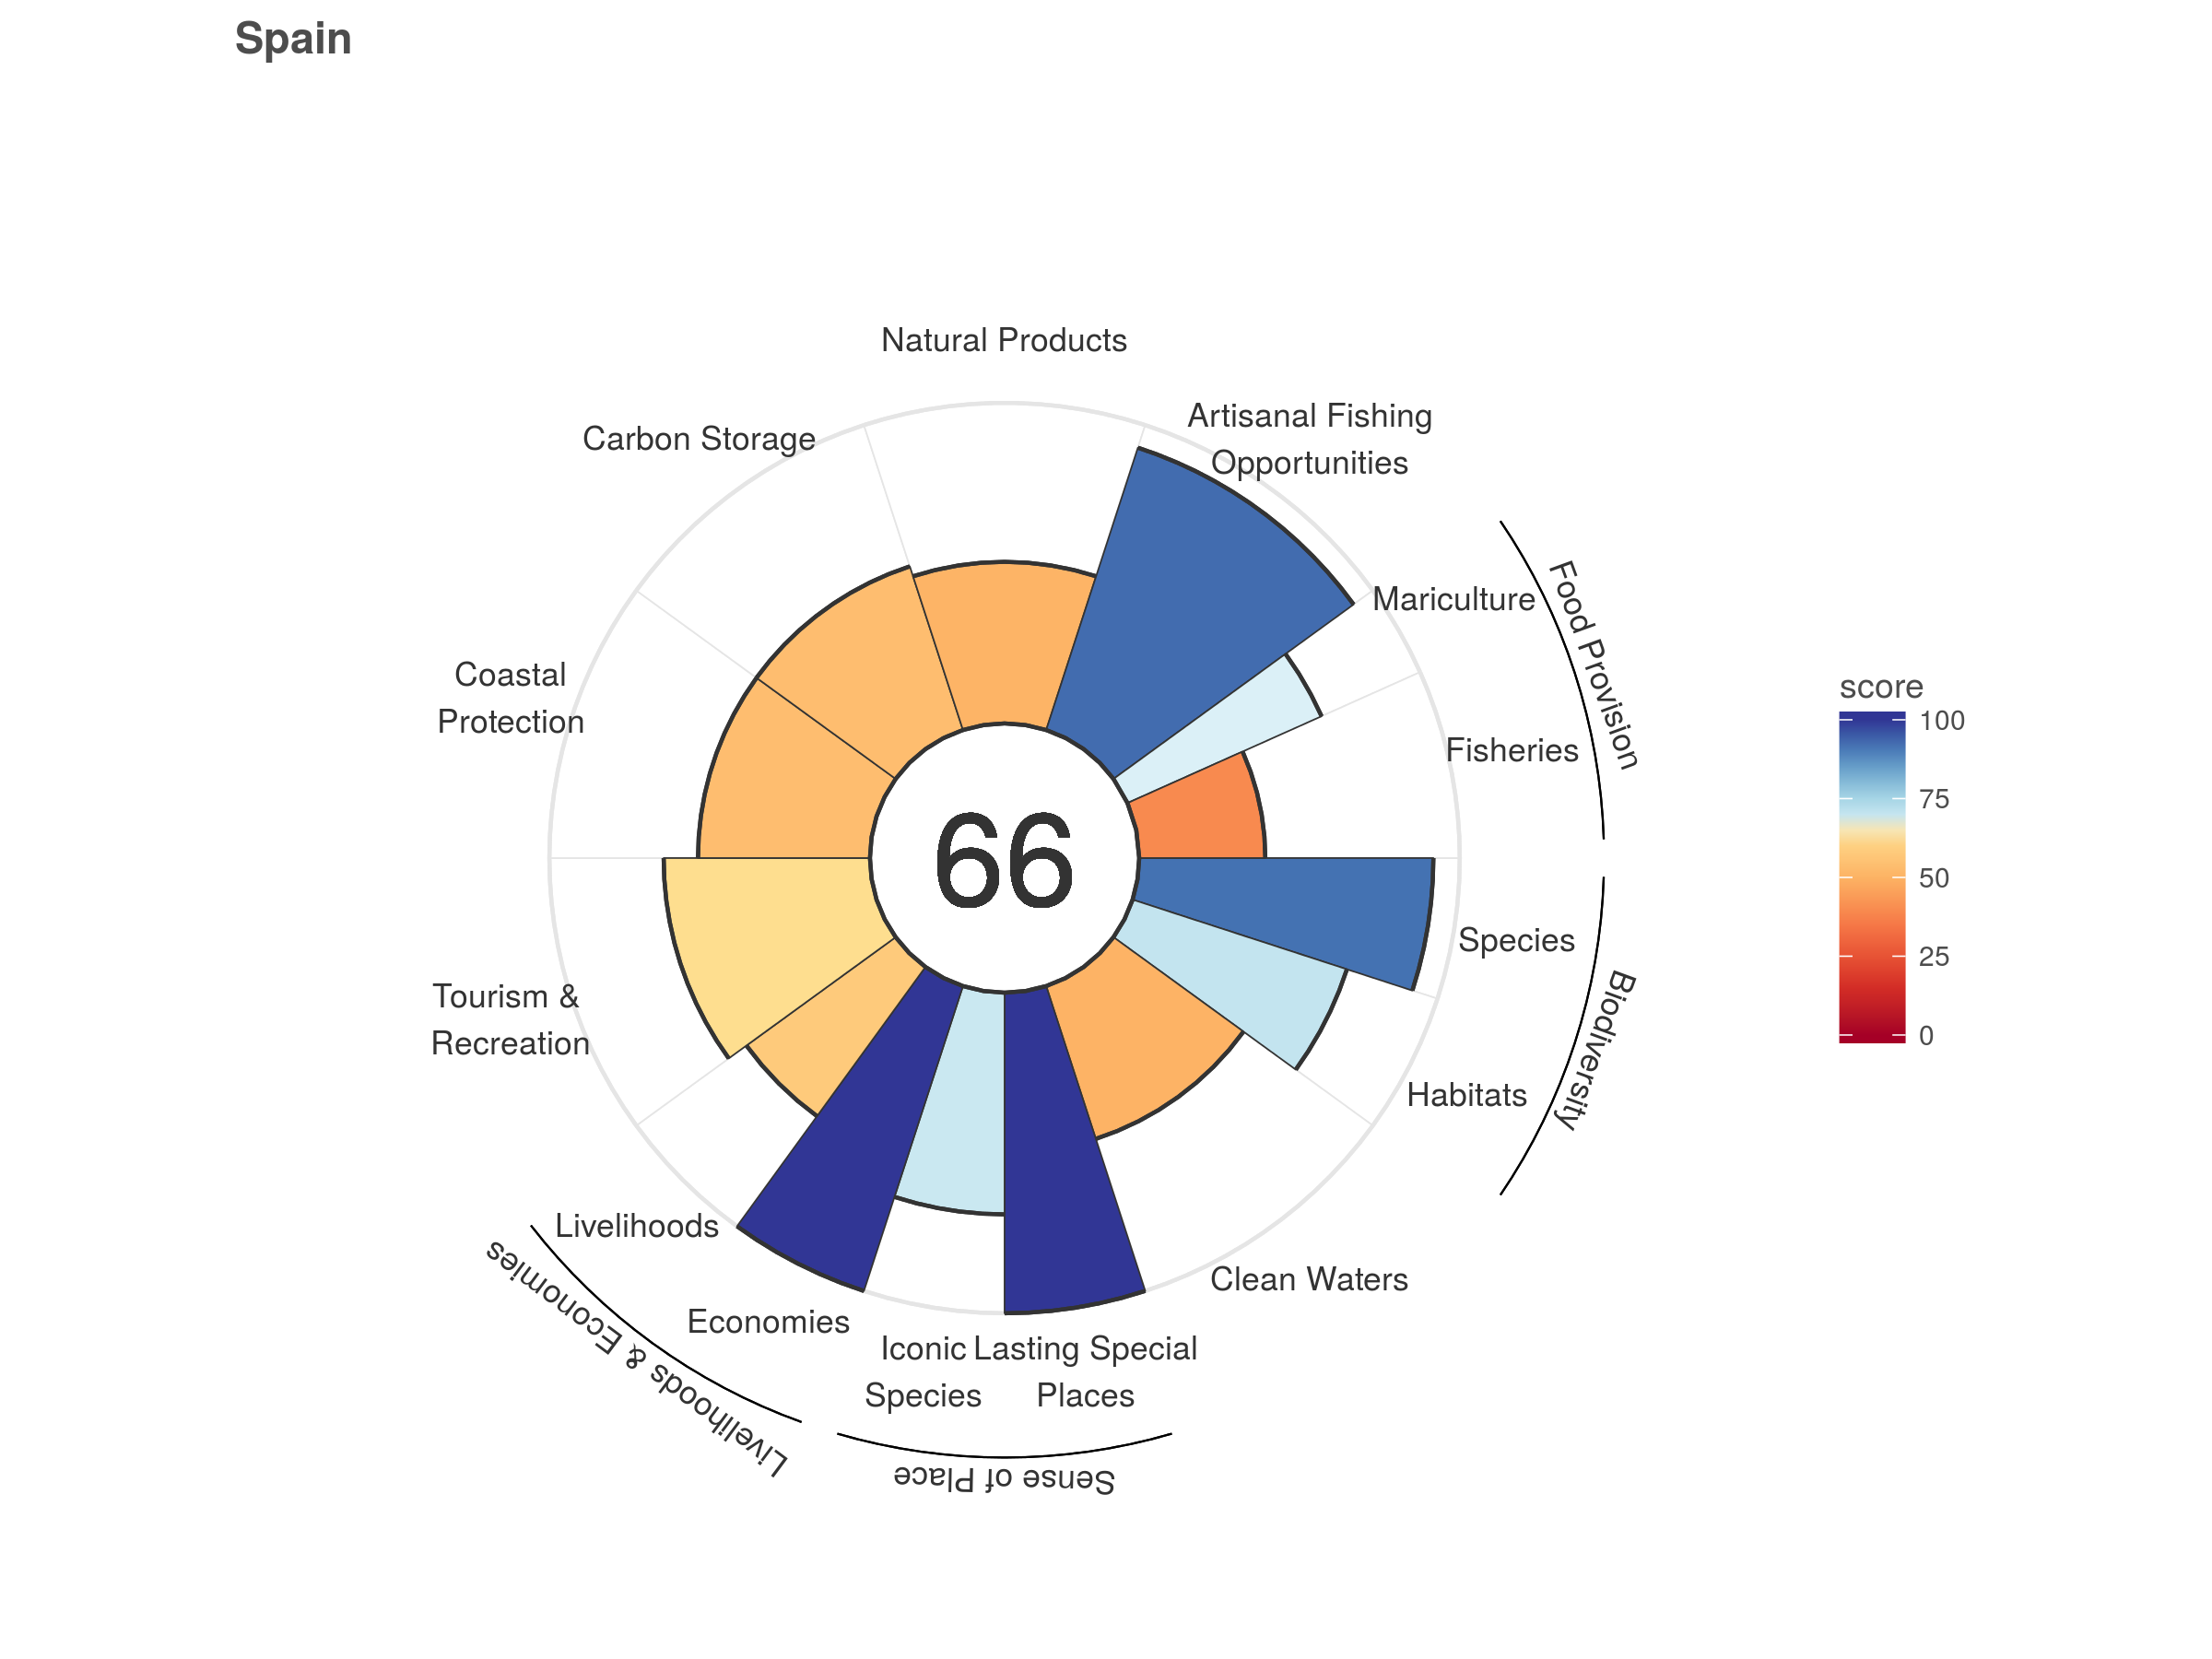 Spain
Natural Products
Artisanal Fishing
Opportunities
Carbon Storage
Mariculture
Food Provision
Coastal
Protection
Fisheries
66
score
100
75
50
25
0
Species
Biodiversity
Habitats
Tourism &
Recreation
Livelihoods
Clean Waters
Economies
Iconic
Species
Lasting Special
Places
Livelihoods & Economies
Sense of Place